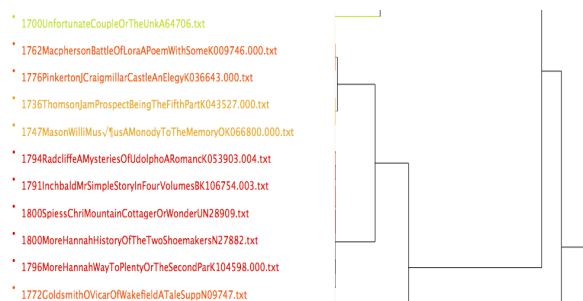 1700UnfortunateCoupleOrTheUnkA64706.txt
1762MacphersonBattleOfLoraAPoemWithSomeK009746.000.txt
1776PinkertonJCraigmillarCastleAnElegyK036643.000.txt
1736ThomsonJamProspectBeingTheFifthPartK043527.000.txt
1747MasonWilliMus√¶usAMonodyToTheMemoryOK066800.000.txt
1794RadcliffeAMysteriesOfUdolphoARomancK053903.004.txt
1791InchbaldMrSimpleStoryInFourVolumesBK106754.003.txt
1800SpiessChriMountainCottagerOrWonderUN28909.txt
1800MoreHannahHistoryOfTheTwoShoemakersN27882.txt
1796MoreHannahWayToPlentyOrTheSecondParK104598.000.txt
1772GoldsmithOVicarOfWakefieldATaleSuppN09747.txt